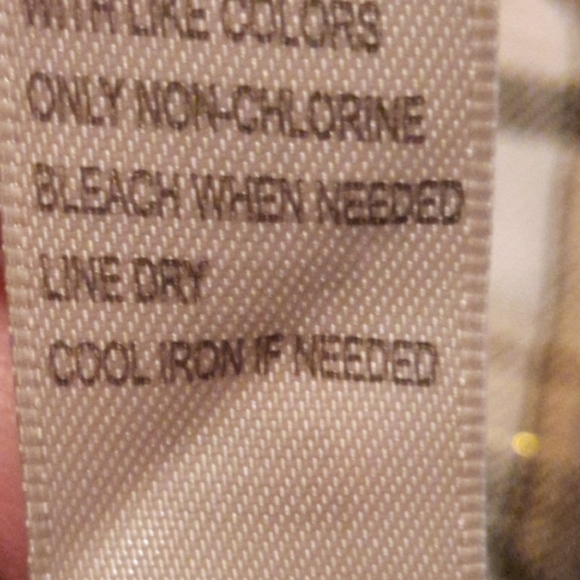 WITH LIKE COLORS
ONLY NON-CHLORINE
BLEACH WHEN NEEDED
LINE DRY
COOL IRON IF NEEDED